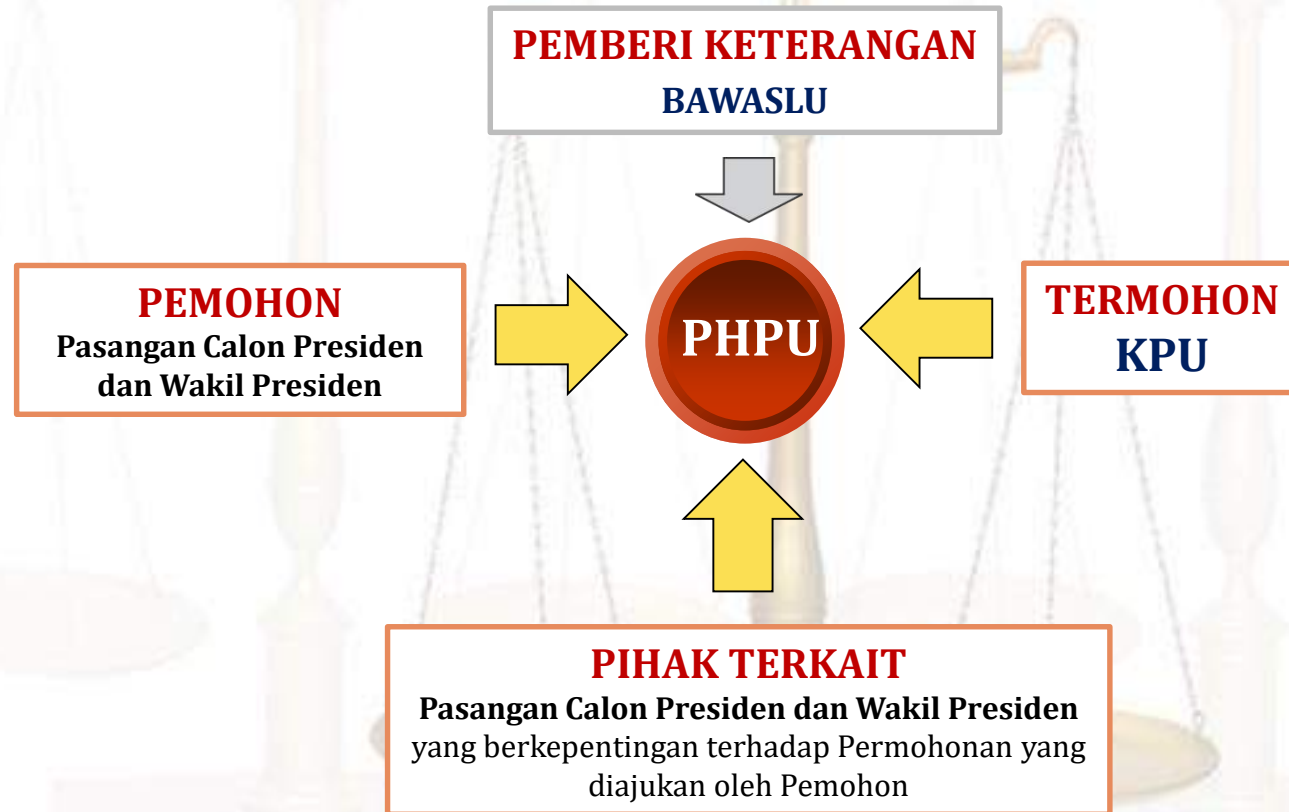 PEMBERI KETERANGAN
BAWASLU
PEMOHON
Pasangan Calon Presiden
dan Wakil Presiden
PHPU
TERMOHON
KPU
PIHAK TERKAIT
Pasangan Calon Presiden dan Wakil Presiden
yang berkepentingan terhadap Permohonan yang
diajukan oleh Pemohon